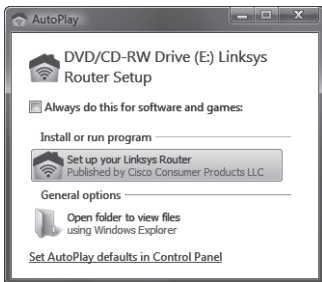 AutoPlay
DVD/CD-RW Drive (E:) Linksys
Router Setup
Always do this for software and games:
Install or run program
Set up your Linksys Router
Published by Cisco Consumer Products LLC
General options
Open folder to view files
using Windows Explorer
Set AutoPlay defaults in Control Panel